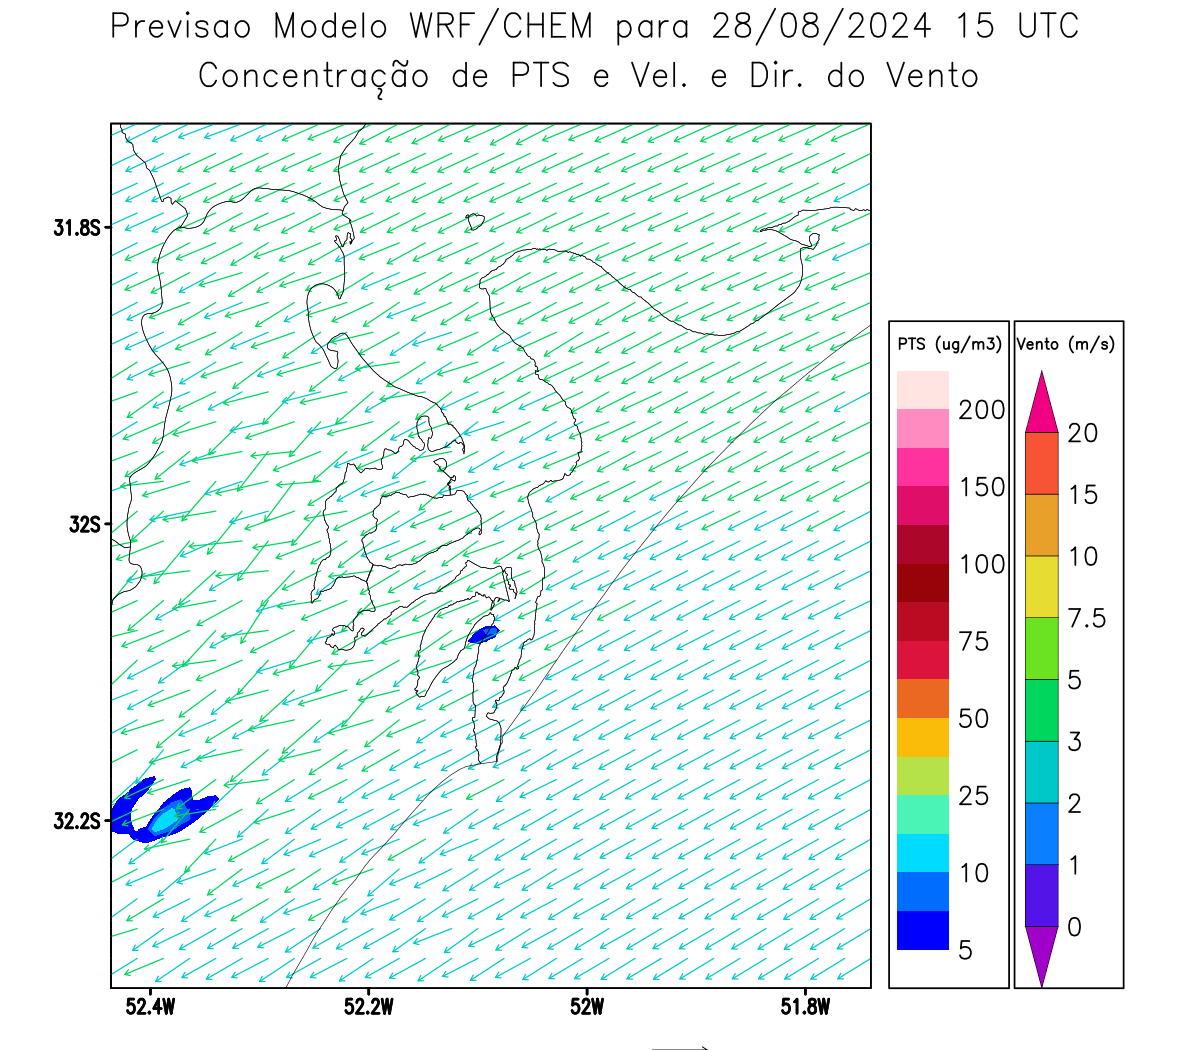 Previsao Modelo WRF/CHEM para 28/08/2024 15 UTC
Concentração de PTS e Vel. e Dir. do Vento
31.8S
32S
32.2S
52.4W 52.2W 52W 51.8W
PTS (ug/m3)
200
150
100
75
50
25
10
5
Vento (m/s)
20
15
10
7.5
5
3
2
1
0